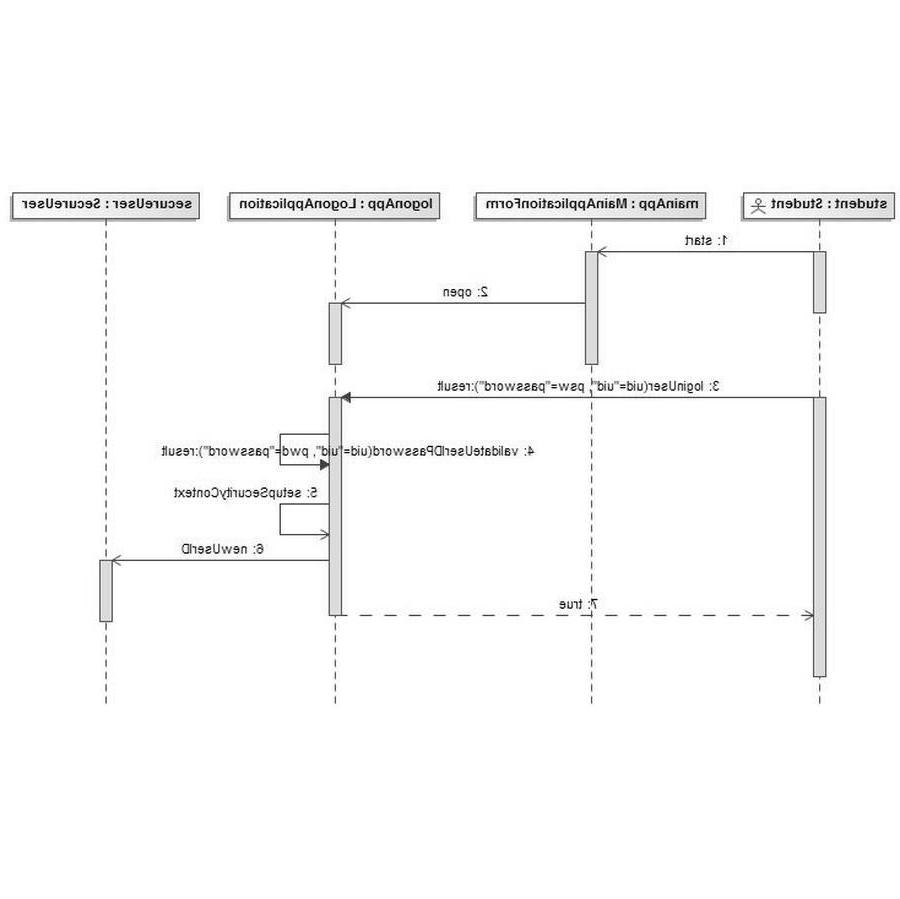 student : Student
mainApp : MainApplicationForm
logonApp : LogonApplication
secureUser : SecureUser
1: start
2: open
3: loginUser(uid="uid", psw="password"):result
4: validateUserIDPassword(uid="uid", pwd="password"):result
5: setupSecurityContext
6: newUserID
7: true